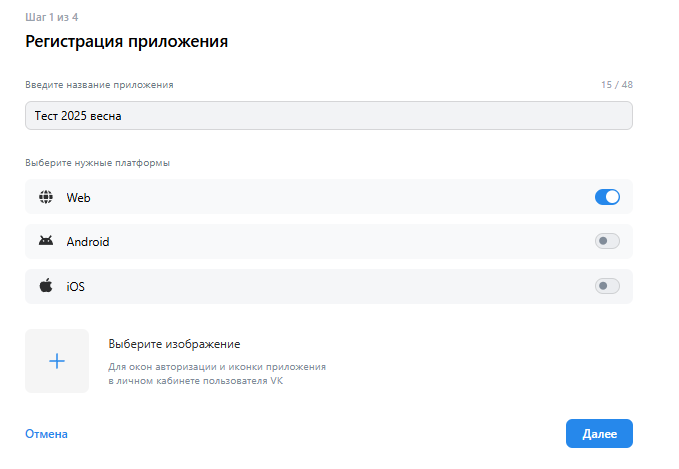 Шаг 1 из 4
Регистрация приложения
Введите название приложения 15 / 48
Тест 2025 весна
Выберите нужные платформы
Web
Android
iOS
Выберите изображение
Для окон авторизации и иконки приложения
в личном кабинете пользователя VK
Отмена Далее